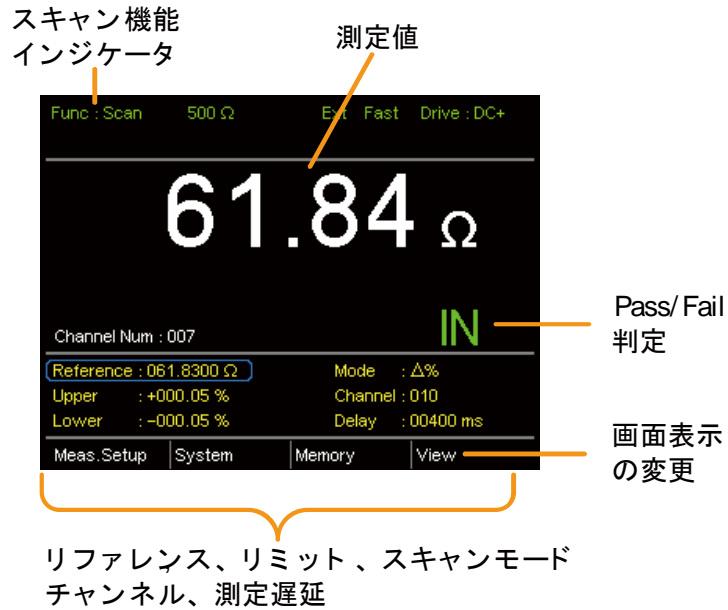 スキャン機能
インジケータ
測定値
Func : Scan 500 Ω Ext Fast Drive : DC+
61.84 Ω
Channel Num : 007
IN
Pass/Fail
判定
Reference : 061.8300 Ω Mode : Δ%
Upper : +000.05 % Channel : 010
Lower : −000.05 % Delay : 00400 ms
Meas.Setup System Memory View
画面表示
の変更
リファレンス、リミット、スキャンモード
チャンネル、測定遅延